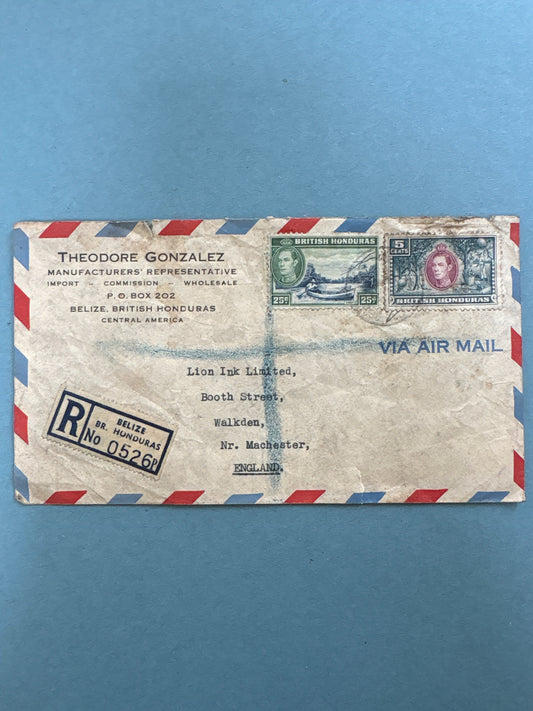 THEODORE GONZALEZ
MANUFACTURERS' REPRESENTATIVE
IMPORT – COMMISSION – WHOLESALE
P.O. BOX 202
BELIZE, BRITISH HONDURAS
CENTRAL AMERICA
BRITISH HONDURAS
25¢ 25¢
5
CENTS
BRITISH HONDURAS
VIA AIR MAIL
Lion Ink Limited,
Booth Street,
Walkden,
Nr. Machester,
ENGLAND.
R
BELIZE
BR. HONDURAS
No 0526P